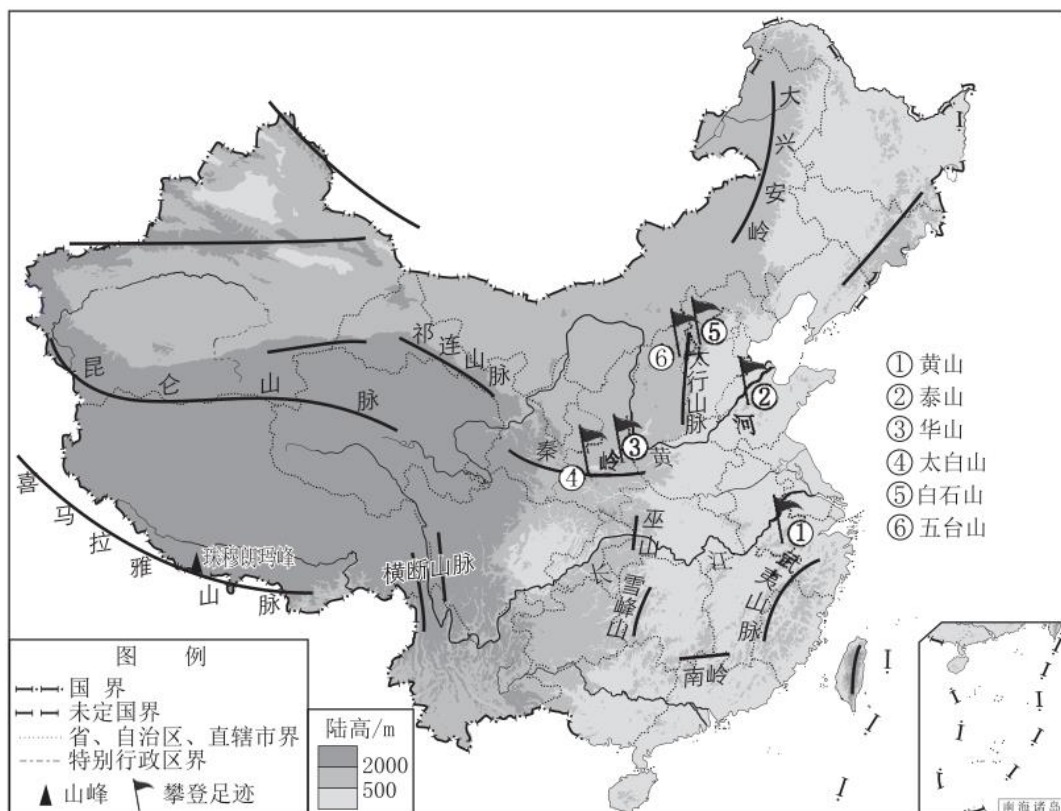 大兴安岭
祁连山脉
昆仑山脉
太行山脉
⑤
⑥
②
黄河
秦岭
③
④
①
喜马拉雅山脉
珠穆朗玛峰
横断山脉
巫山
长江
雪峰山
武夷山脉
南岭
①黄山
②泰山
③华山
④太白山
⑤白石山
⑥五台山
图 例
国界
未定国界
省、自治区、直辖市界
特别行政区界
山峰 攀登足迹
陆高/m
2000
500
南海诸岛